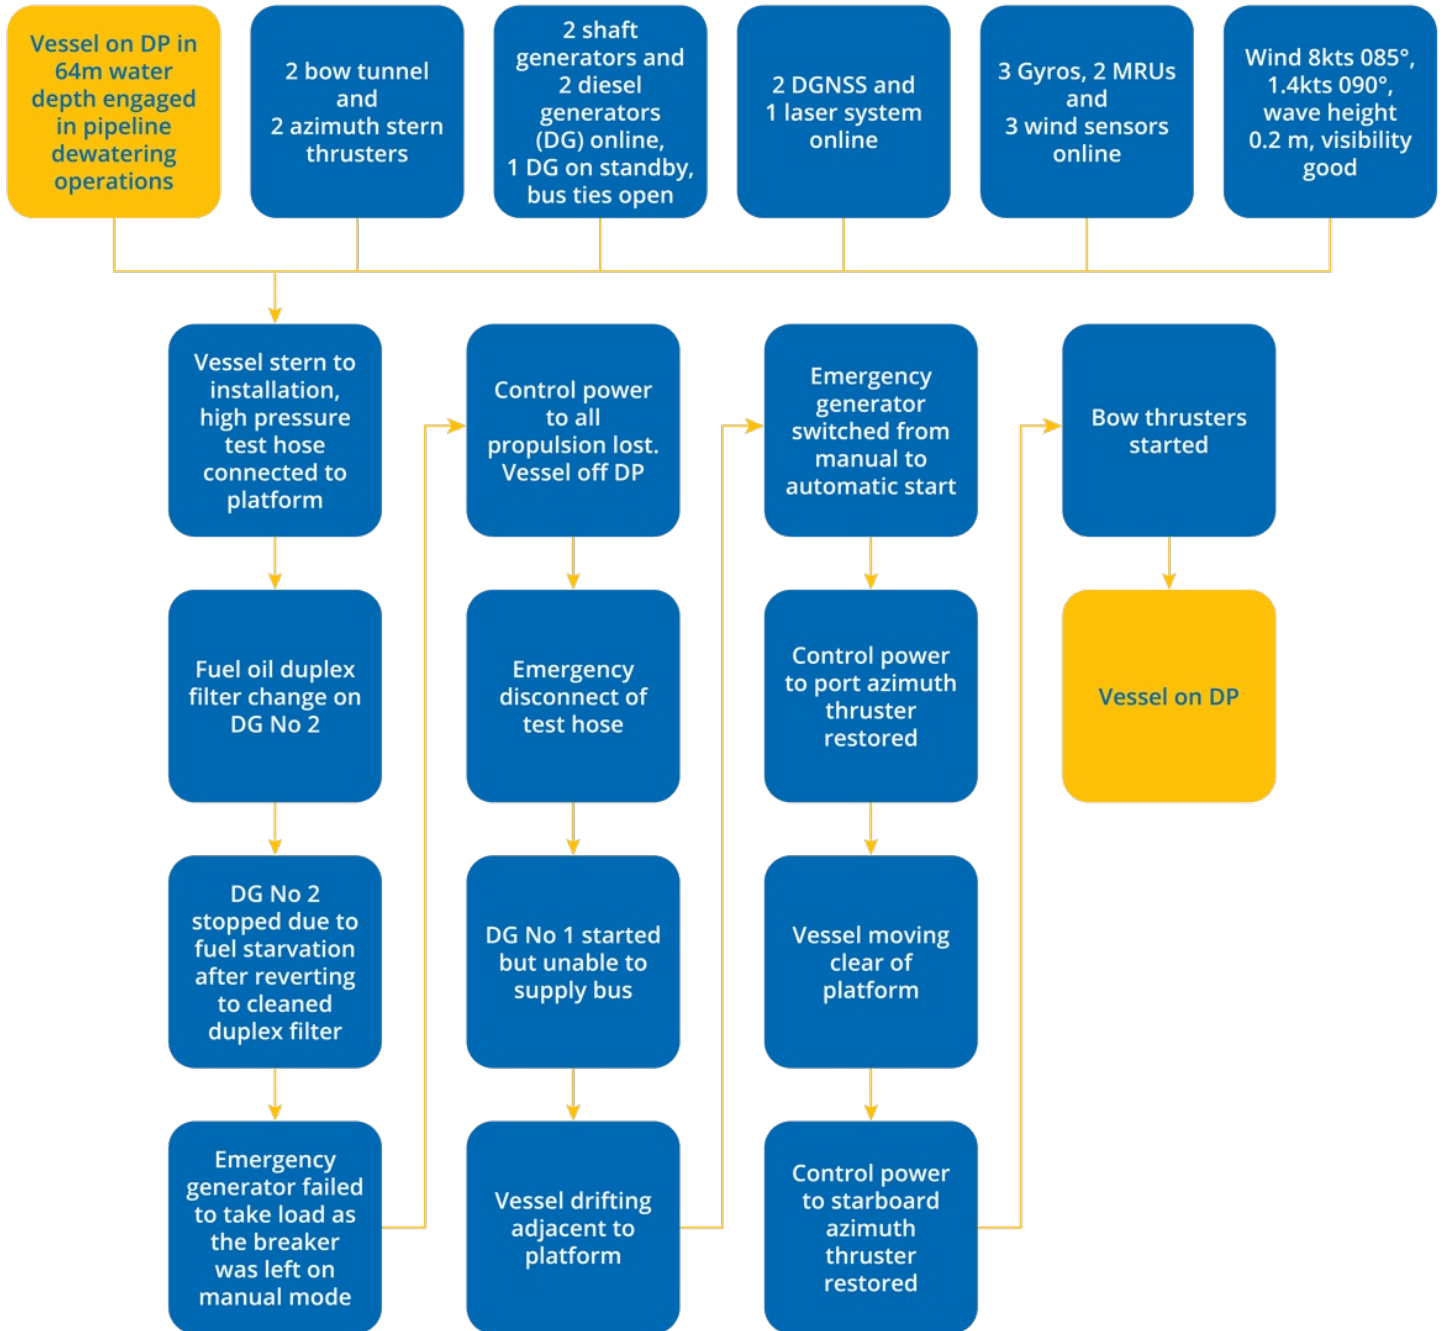 Vessel on DP in
64m water
depth engaged
in pipeline
dewatering
operations
2 bow tunnel
and
2 azimuth stern
thrusters
2 shaft
generators and
2 diesel
generators
(DG) online,
1 DG on standby,
bus ties open
2 DGNSS and
1 laser system
online
3 Gyros, 2 MRUs
and
3 wind sensors
online
Wind 8kts 085°,
1.4kts 090°,
wave height
0.2 m, visibility
good
Vessel stern to
installation,
high pressure
test hose
connected to
platform
Fuel oil duplex
filter change on
DG No 2
DG No 2
stopped due to
fuel starvation
after reverting
to cleaned
duplex filter
Emergency
generator failed
to take load as
the breaker
was left on
manual mode
Control power
to all
propulsion lost.
Vessel off DP
Emergency
disconnect of
test hose
DG No 1 started
but unable to
supply bus
Vessel drifting
adjacent to
platform
Emergency
generator
switched from
manual to
automatic start
Control power
to port azimuth
thruster
restored
Vessel moving
clear of
platform
Control power
to starboard
azimuth
thruster
restored
Bow thrusters
started
Vessel on DP